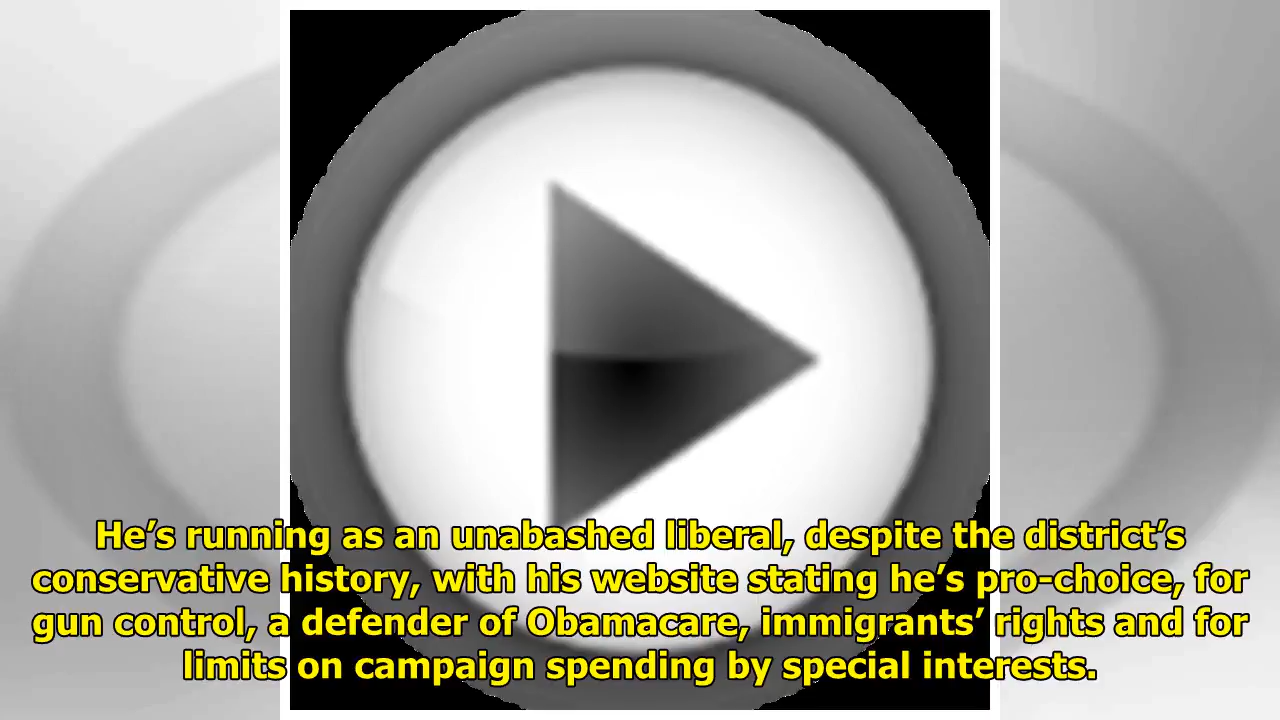 He’s running as an unabashed liberal, despite the district’s
conservative history, with his website stating he’s pro-choice, for
gun control, a defender of Obamacare, immigrants’ rights and for
limits on campaign spending by special interests.